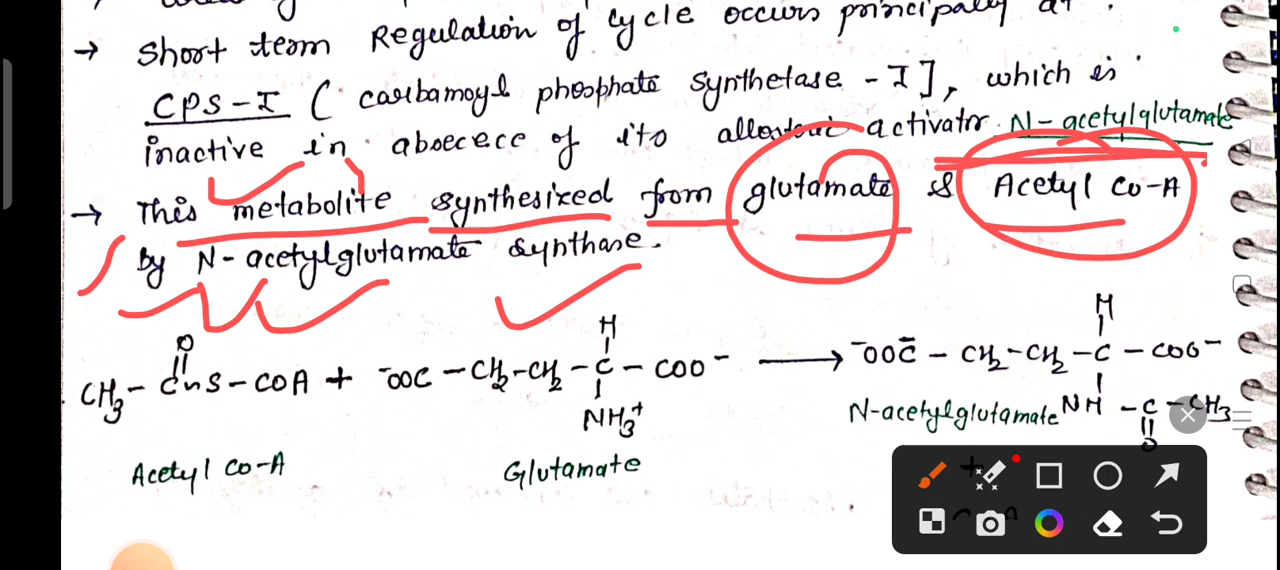 → Short term Regulation of Cycle occurs principally at
CPS-I ( carbamoyl phosphate synthetase -I], which is
inactive in absecece of its allosteric activator N-acetylglutamate
→ This metabolite synthesized from glutamate & Acetyl Co-A
by N-acetylglutamate synthase.
CH3-C-S-COA + -OOC-CH2-CH2-C-COO- → -OOC-CH2-CH2-C-COO-
O H H
NH3+ NH-C-CH3
O
N-acetylglutamate
Acetyl Co-A Glutamate
+